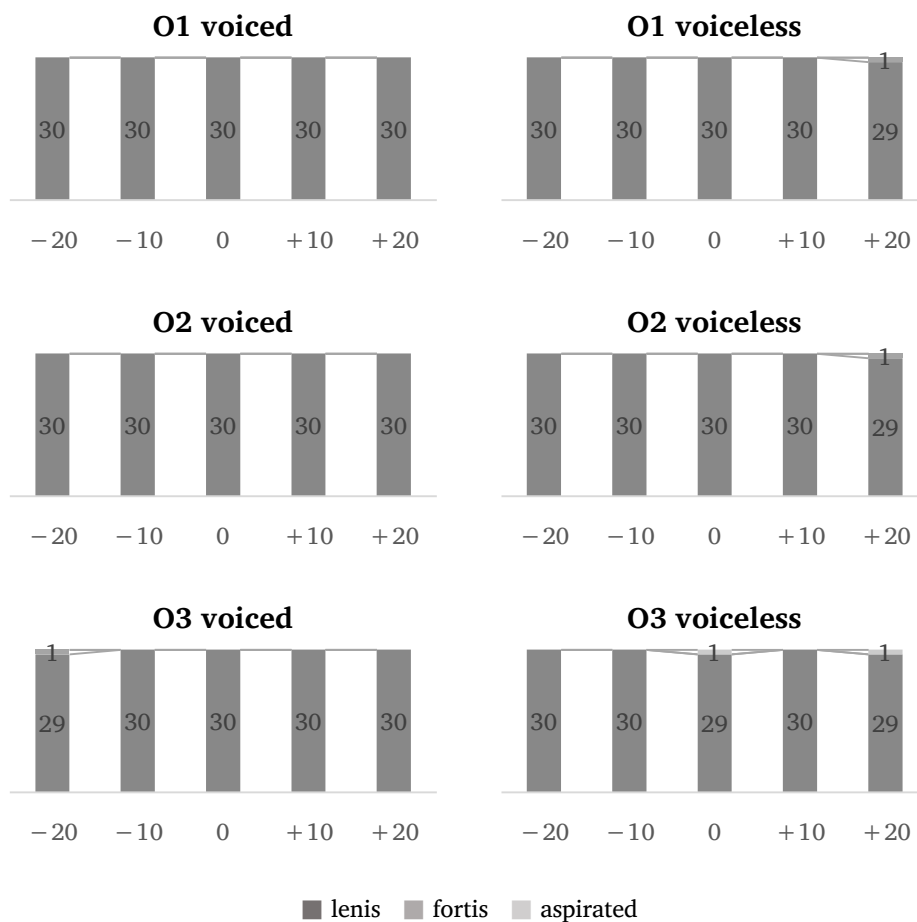 O1 voiced
30 30 30 30 30
−20 −10 0 +10 +20
O1 voiceless
1
30 30 30 30 29
−20 −10 0 +10 +20
O2 voiced
30 30 30 30 30
−20 −10 0 +10 +20
O2 voiceless
1
30 30 30 30 29
−20 −10 0 +10 +20
O3 voiced
1
29 30 30 30 30
−20 −10 0 +10 +20
O3 voiceless
1 1
30 30 29 30 29
−20 −10 0 +10 +20
lenis fortis aspirated